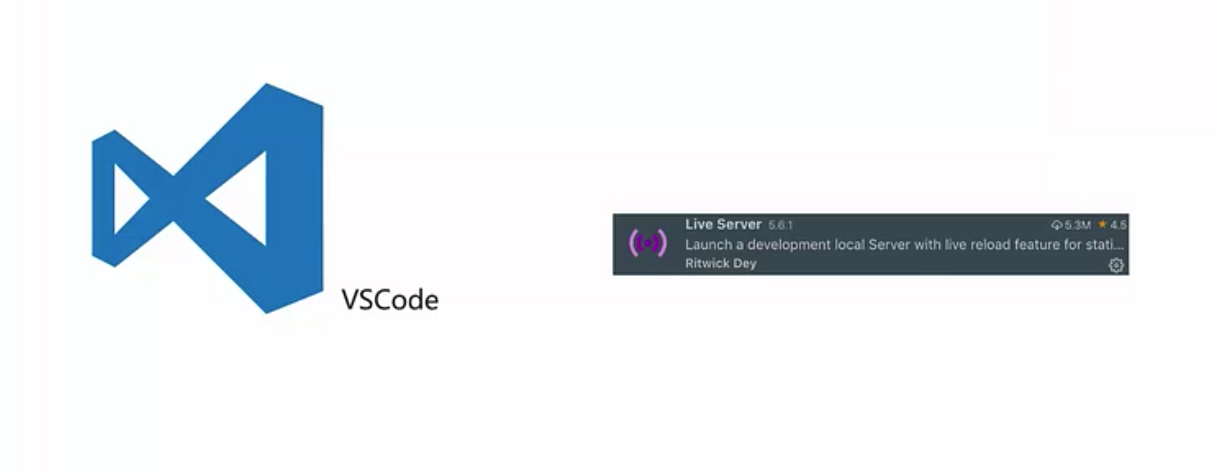 VSCode
Live Server 5.6.1 5.3M 4.5
Launch a development local Server with live reload feature for stati...
Ritwick Dey